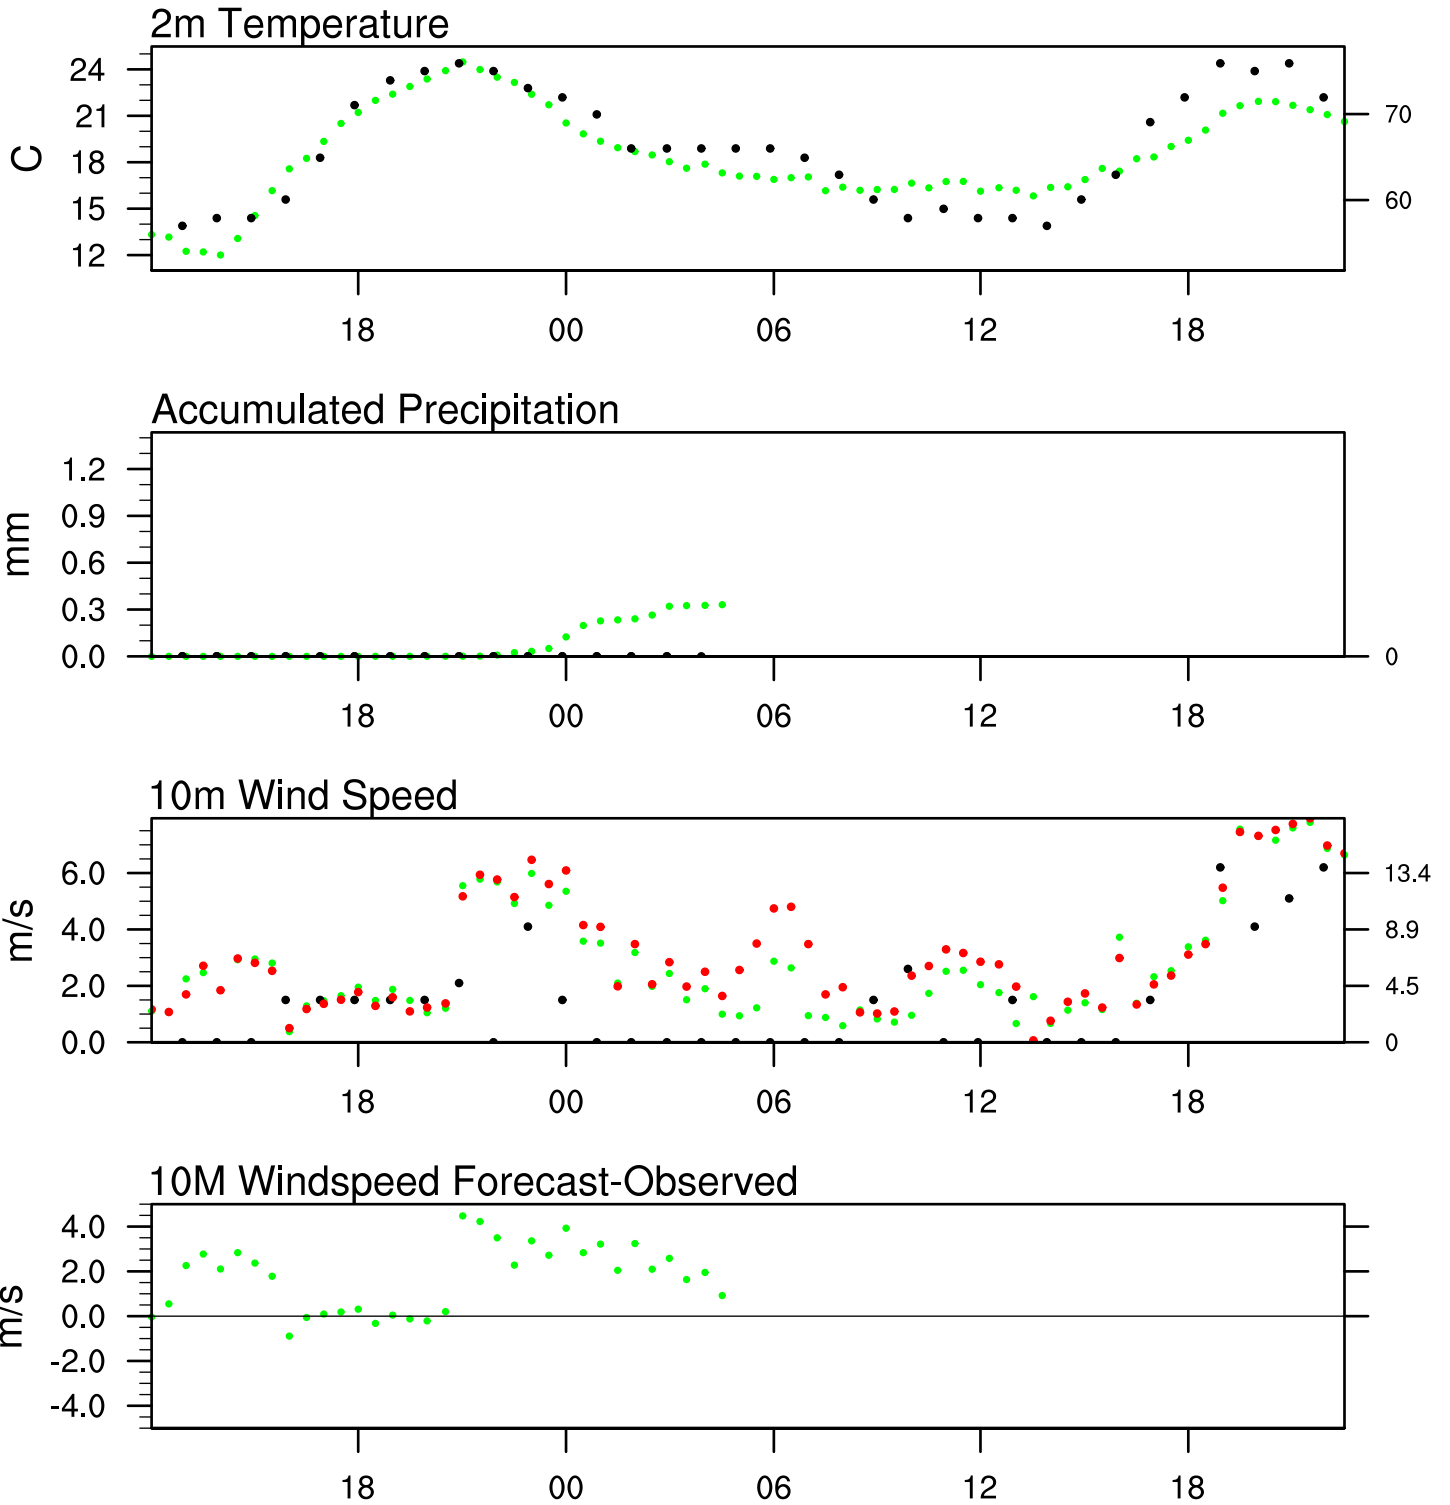 2m Temperature
24
21
18
15
12
C
70
60
18 00 06 12 18
Accumulated Precipitation
1.2
0.9
0.6
0.3
0.0
mm
0
18 00 06 12 18
10m Wind Speed
6.0
4.0
2.0
0.0
m/s
13.4
8.9
4.5
0
18 00 06 12 18
10M Windspeed Forecast-Observed
4.0
2.0
0.0
-2.0
-4.0
m/s
18 00 06 12 18